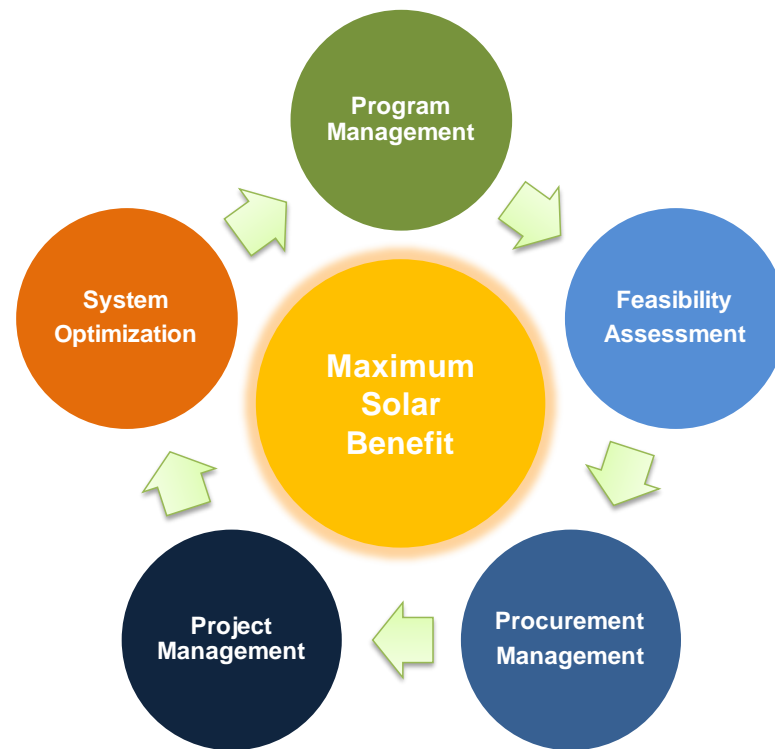 Program
Management
Feasibility
Assessment
Procurement
Management
Project
Management
System
Optimization
Maximum
Solar
Benefit